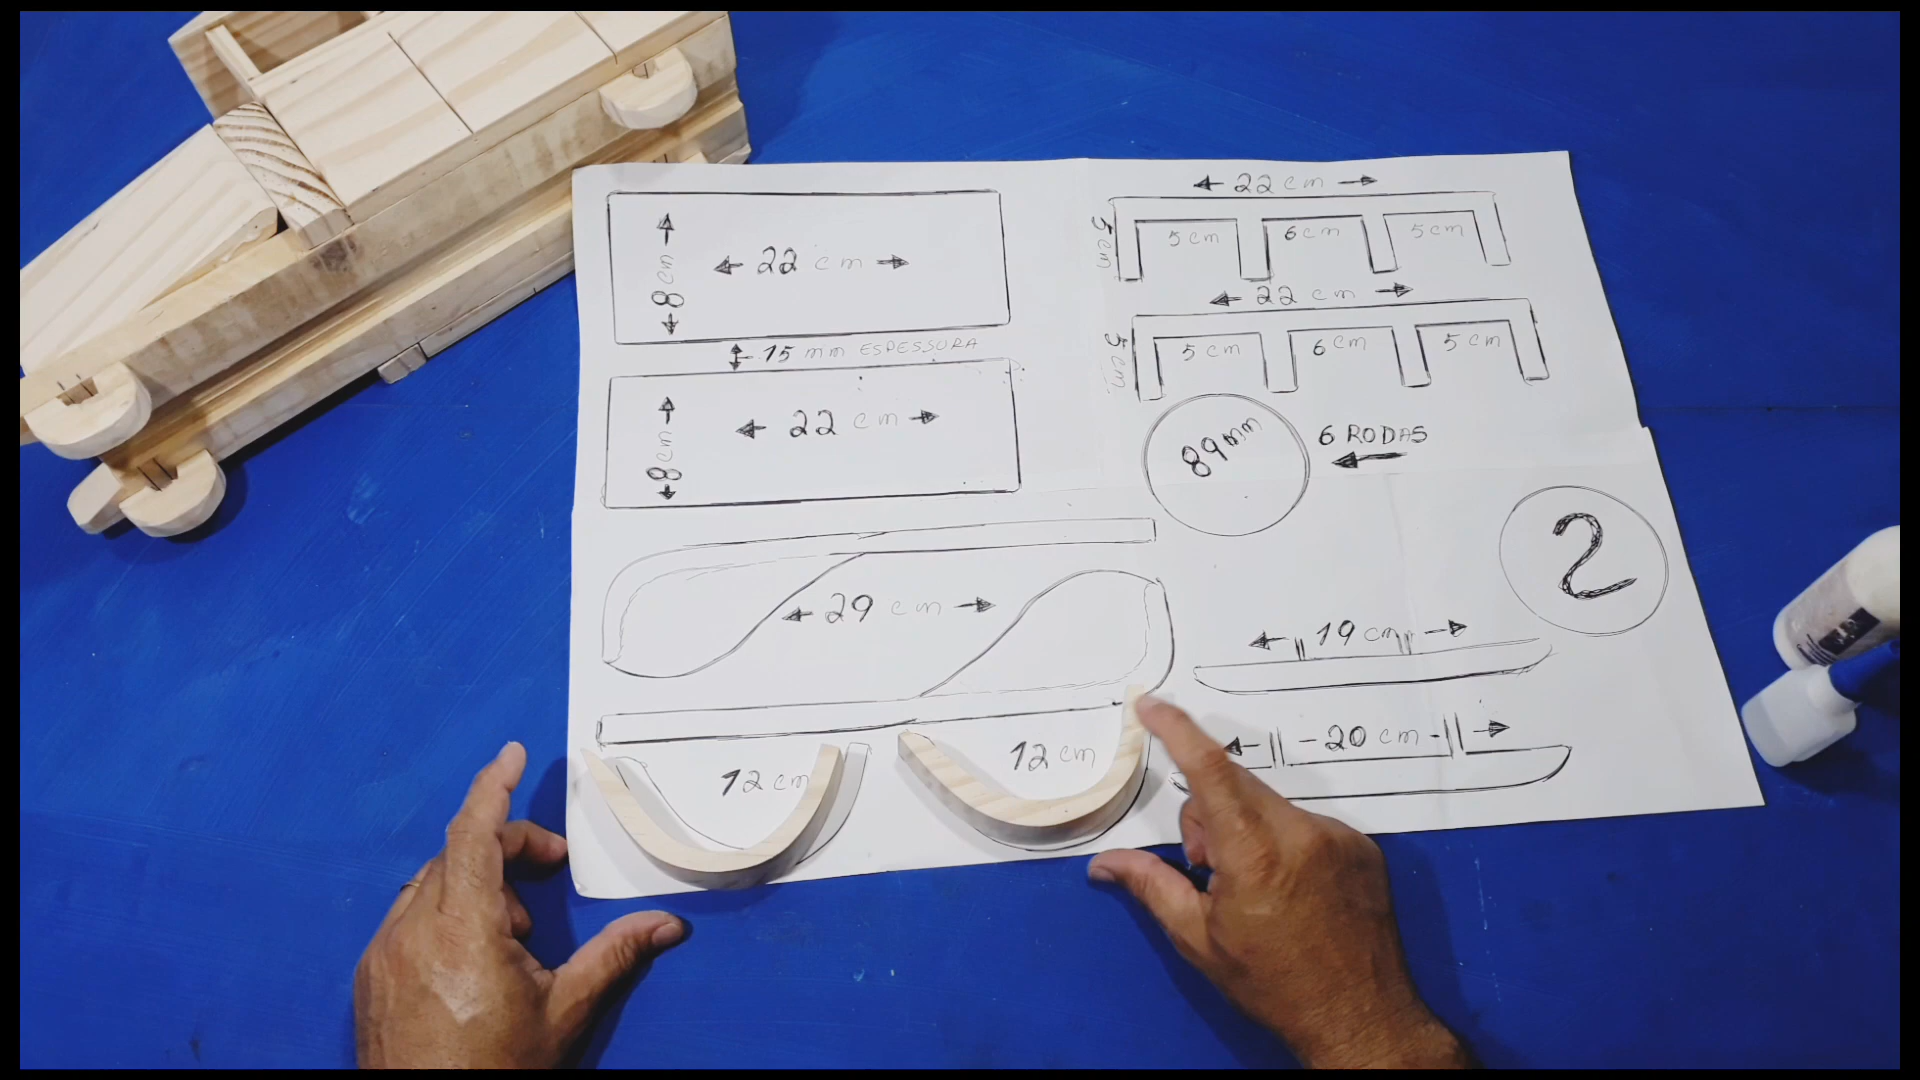 22 cm
8 cm
15 mm ESPESSURA
22 cm
8 cm
29 cm
12 cm
12 cm
22 cm
5 cm
5 cm 6 cm 5 cm
22 cm
5 cm
5 cm 6 cm 5 cm
89 mm
6 RODAS
2
19 cm
20 cm